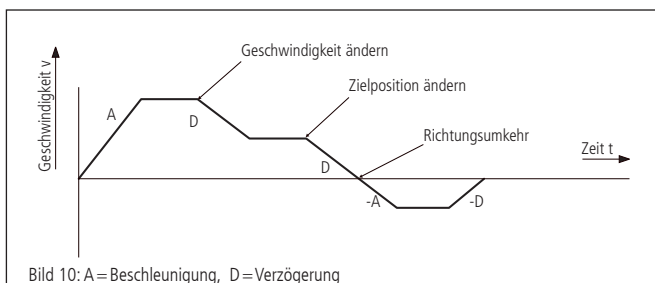 Geschwindigkeit ändern
Geschwindigkeit v
Zielposition ändern
A
D
Richtungsumkehr
Zeit t
D
-A
-D
Bild 10: A=Beschleunigung, D=Verzögerung